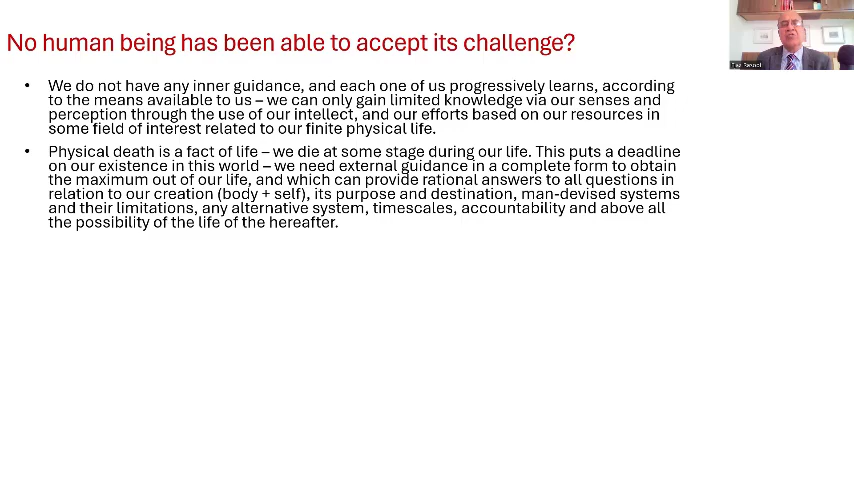 No human being has been able to accept its challenge?
• We do not have any inner guidance, and each one of us progressively learns, according
to the means available to us – we can only gain limited knowledge via our senses and
perception through the use of our intellect, and our efforts based on our resources in
some field of interest related to our finite physical life.
• Physical death is a fact of life – we die at some stage during our life. This puts a deadline
on our existence in this world – we need external guidance in a complete form to obtain
the maximum out of our life, and which can provide rational answers to all questions in
relation to our creation (body + self), its purpose and destination, man-devised systems
and their limitations, any alternative system, timescales, accountability and above all
the possibility of the life of the hereafter.